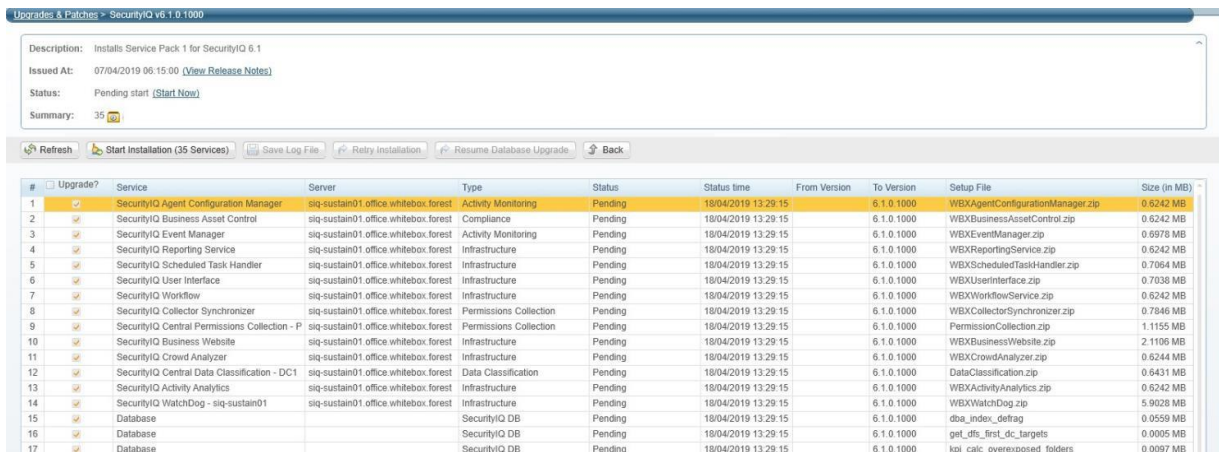 Upgrades & Patches > SecurityIQ v6.1.0.1000
Description: Installs Service Pack 1 for SecurityIQ 6.1
Issued At: 07/04/2019 06:15:00 (View Release Notes)
Status: Pending start (Start Now)
Summary: 35
Refresh Start Installation (35 Services) Save Log File Retry Installation Resume Database Upgrade Back
# Upgrade? Service Server Type Status Status time From Version To Version Setup File Size (in MB)
1 SecurityIQ Agent Configuration Manager siq-sustain01.office.whitebox.forest Activity Monitoring Pending 18/04/2019 13:29:15 6.1.0.1000 WBXAgentConfigurationManager.zip 0.6242 MB
2 SecurityIQ Business Asset Control siq-sustain01.office.whitebox.forest Compliance Pending 18/04/2019 13:29:15 6.1.0.1000 WBXBusinessAssetControl.zip 0.6242 MB
3 SecurityIQ Event Manager siq-sustain01.office.whitebox.forest Activity Monitoring Pending 18/04/2019 13:29:15 6.1.0.1000 WBXEventManager.zip 0.6978 MB
4 SecurityIQ Reporting Service siq-sustain01.office.whitebox.forest Infrastructure Pending 18/04/2019 13:29:15 6.1.0.1000 WBXReportingService.zip 0.6242 MB
5 SecurityIQ Scheduled Task Handler siq-sustain01.office.whitebox.forest Infrastructure Pending 18/04/2019 13:29:15 6.1.0.1000 WBXScheduledTaskHandler.zip 0.7064 MB
6 SecurityIQ User Interface siq-sustain01.office.whitebox.forest Infrastructure Pending 18/04/2019 13:29:15 6.1.0.1000 WBXUserInterface.zip 0.7038 MB
7 SecurityIQ Workflow siq-sustain01.office.whitebox.forest Infrastructure Pending 18/04/2019 13:29:15 6.1.0.1000 WBXWorkflowService.zip 0.6242 MB
8 SecurityIQ Collector Synchronizer siq-sustain01.office.whitebox.forest Permissions Collection Pending 18/04/2019 13:29:15 6.1.0.1000 WBXCollectorSynchronizer.zip 0.7846 MB
9 SecurityIQ Central Permissions Collection - P siq-sustain01.office.whitebox.forest Permissions Collection Pending 18/04/2019 13:29:15 6.1.0.1000 PermissionCollection.zip 1.1155 MB
10 SecurityIQ Business Website siq-sustain01.office.whitebox.forest Infrastructure Pending 18/04/2019 13:29:15 6.1.0.1000 WBXBusinessWebsite.zip 2.1106 MB
11 SecurityIQ Crowd Analyzer siq-sustain01.office.whitebox.forest Infrastructure Pending 18/04/2019 13:29:15 6.1.0.1000 WBXCrowdAnalyzer.zip 0.6244 MB
12 SecurityIQ Central Data Classification - DC1 siq-sustain01.office.whitebox.forest Data Classification Pending 18/04/2019 13:29:15 6.1.0.1000 DataClassification.zip 0.6431 MB
13 SecurityIQ Activity Analytics siq-sustain01.office.whitebox.forest Infrastructure Pending 18/04/2019 13:29:15 6.1.0.1000 WBXActivityAnalytics.zip 0.6242 MB
14 SecurityIQ WatchDog - siq-sustain01 siq-sustain01.office.whitebox.forest Infrastructure Pending 18/04/2019 13:29:15 6.1.0.1000 WBXWatchDog.zip 5.9028 MB
15 Database SecurityIQ DB Pending 18/04/2019 13:29:15 6.1.0.1000 dba_index_defrag 0.0559 MB
16 Database SecurityIQ DB Pending 18/04/2019 13:29:15 6.1.0.1000 get_dfs_first_dc_targets 0.0005 MB
17 Database SecurityIQ DB Pending 18/04/2019 13:29:15 6.1.0.1000 kpi_calc_overexposed_folders 0.0097 MB